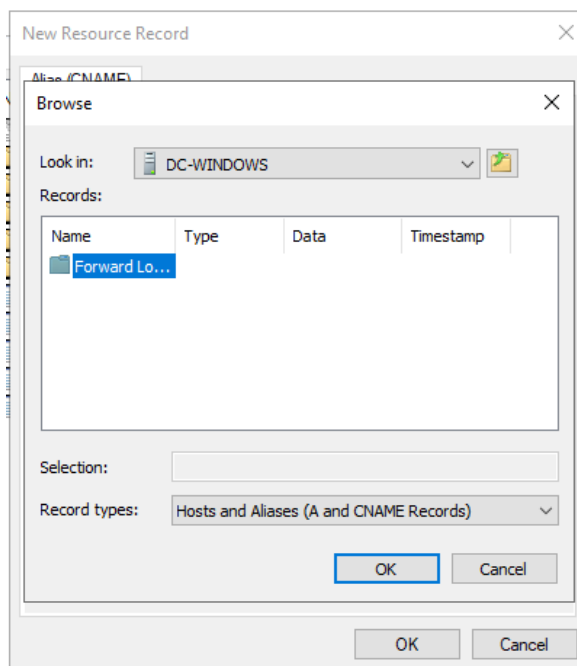 New Resource Record
Alias (CNAME)
Browse
Look in: DC-WINDOWS
Records:
Name Type Data Timestamp
Forward Lo...
Selection:
Record types: Hosts and Aliases (A and CNAME Records)
OK Cancel
OK Cancel